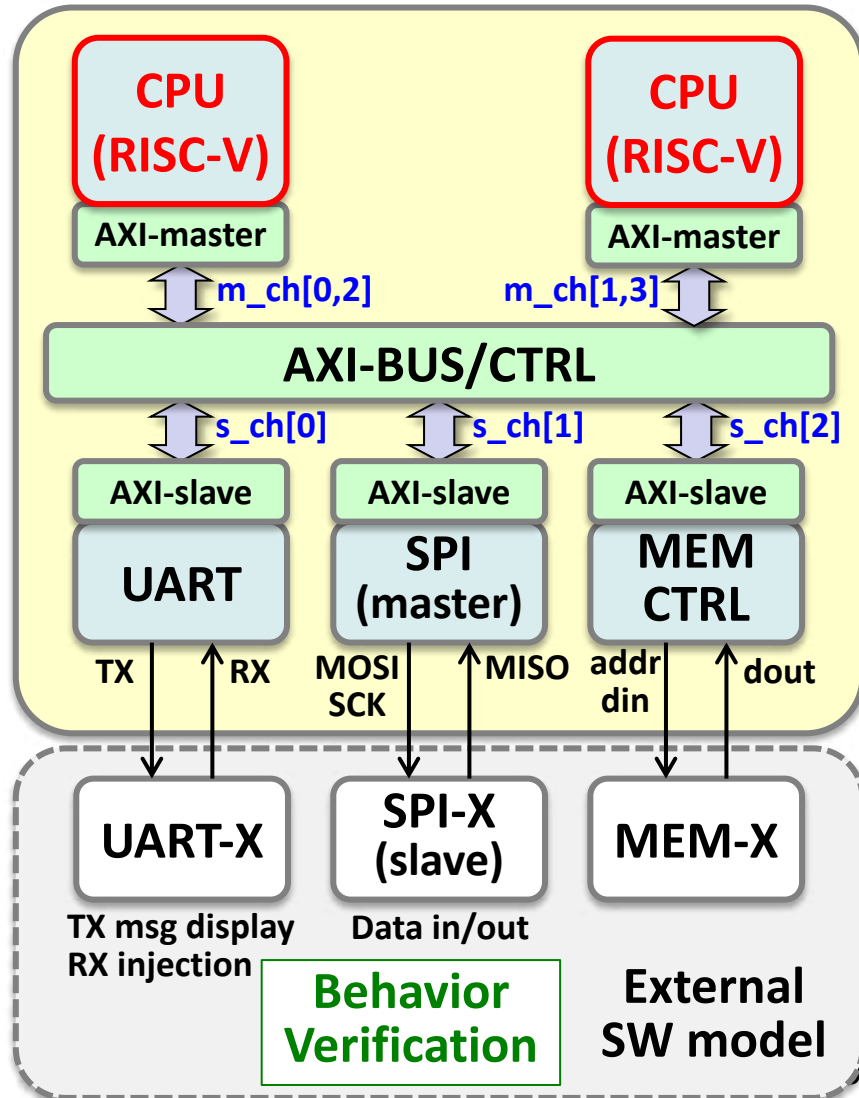 CPU
(RISC-V)
CPU
(RISC-V)
AXI-master
AXI-master
m_ch[0,2]
m_ch[1,3]
AXI-BUS/CTRL
s_ch[0]
s_ch[1]
s_ch[2]
AXI-slave
AXI-slave
AXI-slave
UART
SPI
(master)
MEM
CTRL
TX
RX
MOSI
SCK
MISO
addr
din
dout
UART-X
SPI-X
(slave)
MEM-X
TX msg display
RX injection
Data in/out
Behavior
Verification
External
SW model